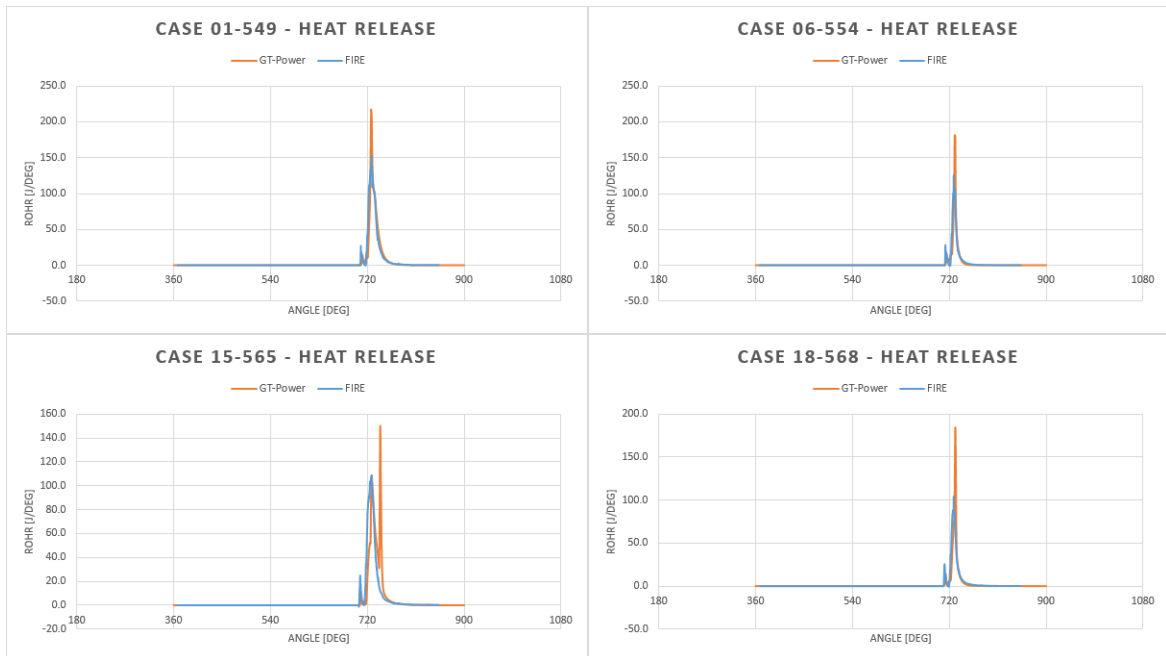 CASE 01-549 - HEAT RELEASE
GT-Power FIRE
250.0
200.0
150.0
100.0
50.0
0.0
-50.0
180 360 540 720 900 1080
ROHR [J/DEG]
ANGLE [DEG]
CASE 06-554 - HEAT RELEASE
GT-Power FIRE
250.0
200.0
150.0
100.0
50.0
0.0
-50.0
180 360 540 720 900 1080
ROHR [J/DEG]
ANGLE [DEG]
CASE 15-565 - HEAT RELEASE
GT-Power FIRE
160.0
140.0
120.0
100.0
80.0
60.0
40.0
20.0
0.0
-20.0
180 360 540 720 900 1080
ROHR [J/DEG]
ANGLE [DEG]
CASE 18-568 - HEAT RELEASE
GT-Power FIRE
200.0
150.0
100.0
50.0
0.0
-50.0
180 360 540 720 900 1080
ROHR [J/DEG]
ANGLE [DEG]